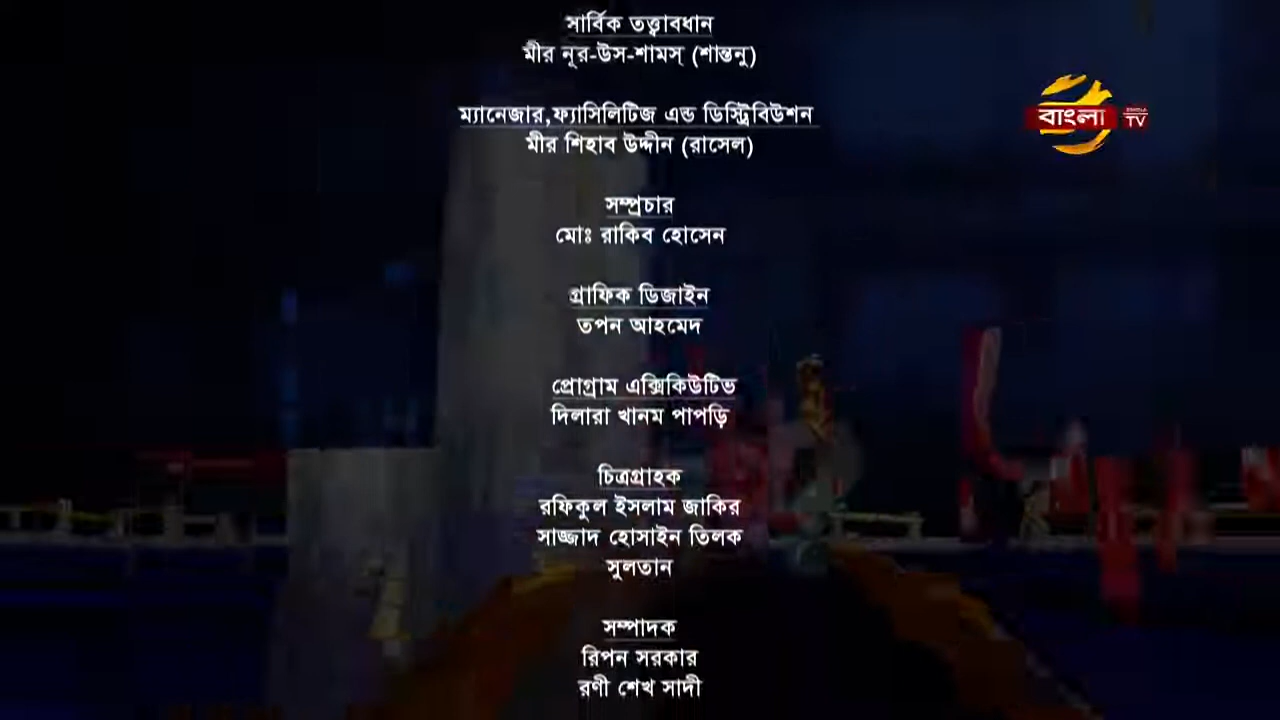 সার্বিক তত্ত্বাবধান
মীর নূর-উস-শামস্ (শান্তনু)
ম্যানেজার,ফ্যাসিলিটিজ এন্ড ডিস্ট্রিবিউশন
মীর শিহাব উদ্দীন (রাসেল)
সম্প্রচার
মোঃ রাকিব হোসেন
গ্রাফিক ডিজাইন
তপন আহমেদ
প্রোগ্রাম এক্সিকিউটিভ
দিলারা খানম পাপড়ি
চিত্রগ্রাহক
রফিকুল ইসলাম জাকির
সাজ্জাদ হোসাইন তিলক
সুলতান
সম্পাদক
রিপন সরকার
রণী শেখ সাদী
বাংলা BANGLA TV